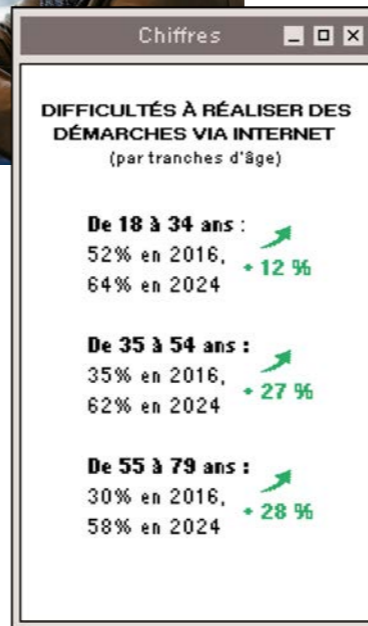 Chiffres
DIFFICULTÉS À RÉALISER DES
DÉMARCHES VIA INTERNET
(par tranches d'âge)
De 18 à 34 ans :
52% en 2016,
+ 12 %
64% en 2024
De 35 à 54 ans :
35% en 2016,
+ 27 %
62% en 2024
De 55 à 79 ans :
30% en 2016,
+ 28 %
58% en 2024